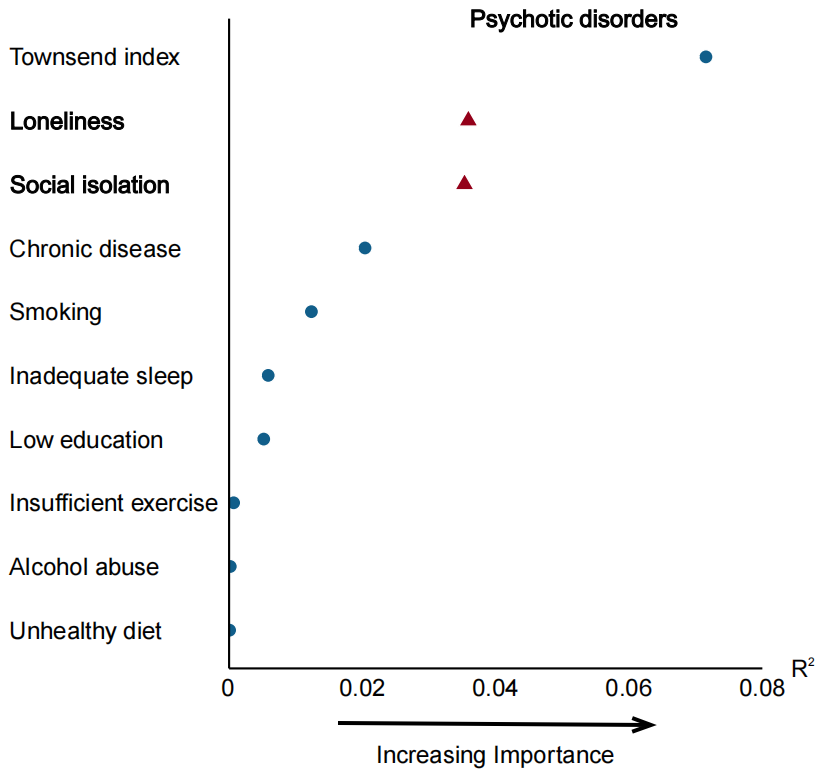 Psychotic disorders
Townsend index
Loneliness
Social isolation
Chronic disease
Smoking
Inadequate sleep
Low education
Insufficient exercise
Alcohol abuse
Unhealthy diet
R²
0 0.02 0.04 0.06 0.08
Increasing Importance